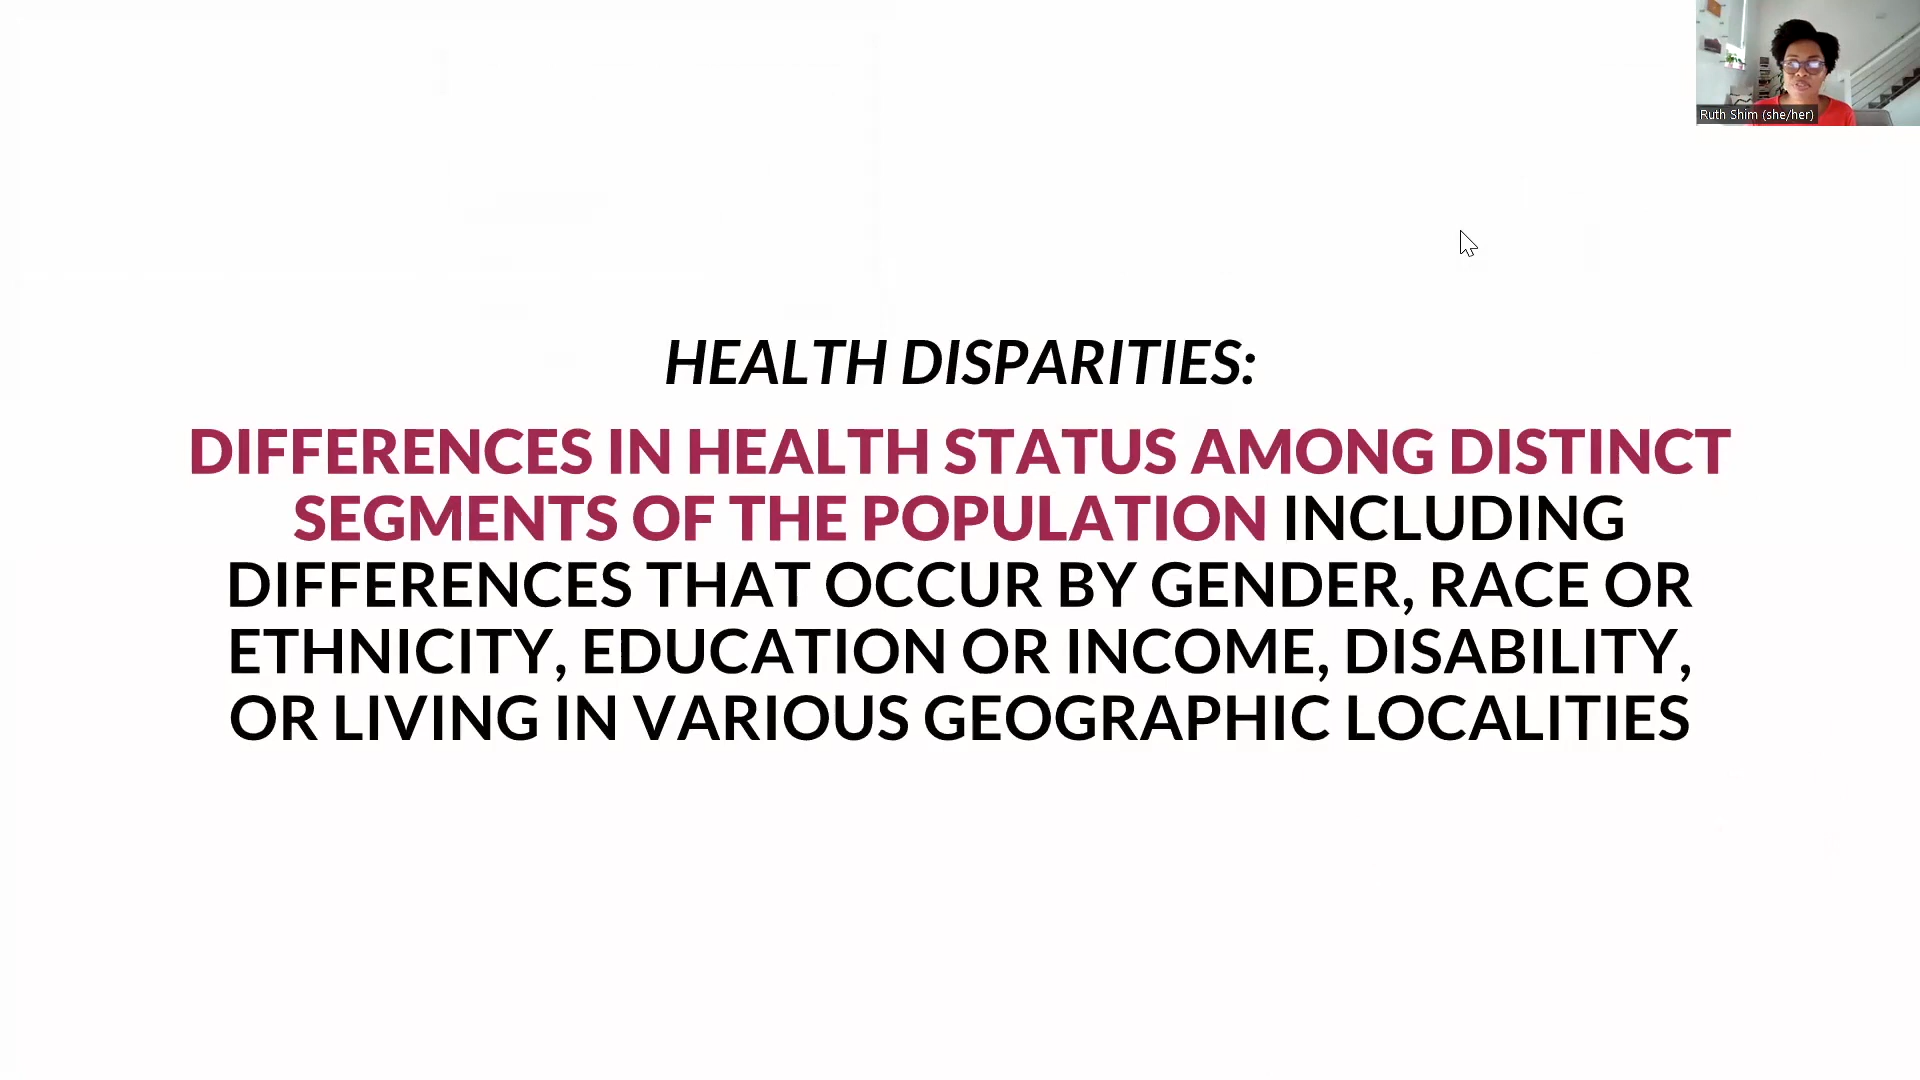 Ruth Shim (she/her)
HEALTH DISPARITIES:
DIFFERENCES IN HEALTH STATUS AMONG DISTINCT
SEGMENTS OF THE POPULATION INCLUDING
DIFFERENCES THAT OCCUR BY GENDER, RACE OR
ETHNICITY, EDUCATION OR INCOME, DISABILITY,
OR LIVING IN VARIOUS GEOGRAPHIC LOCALITIES